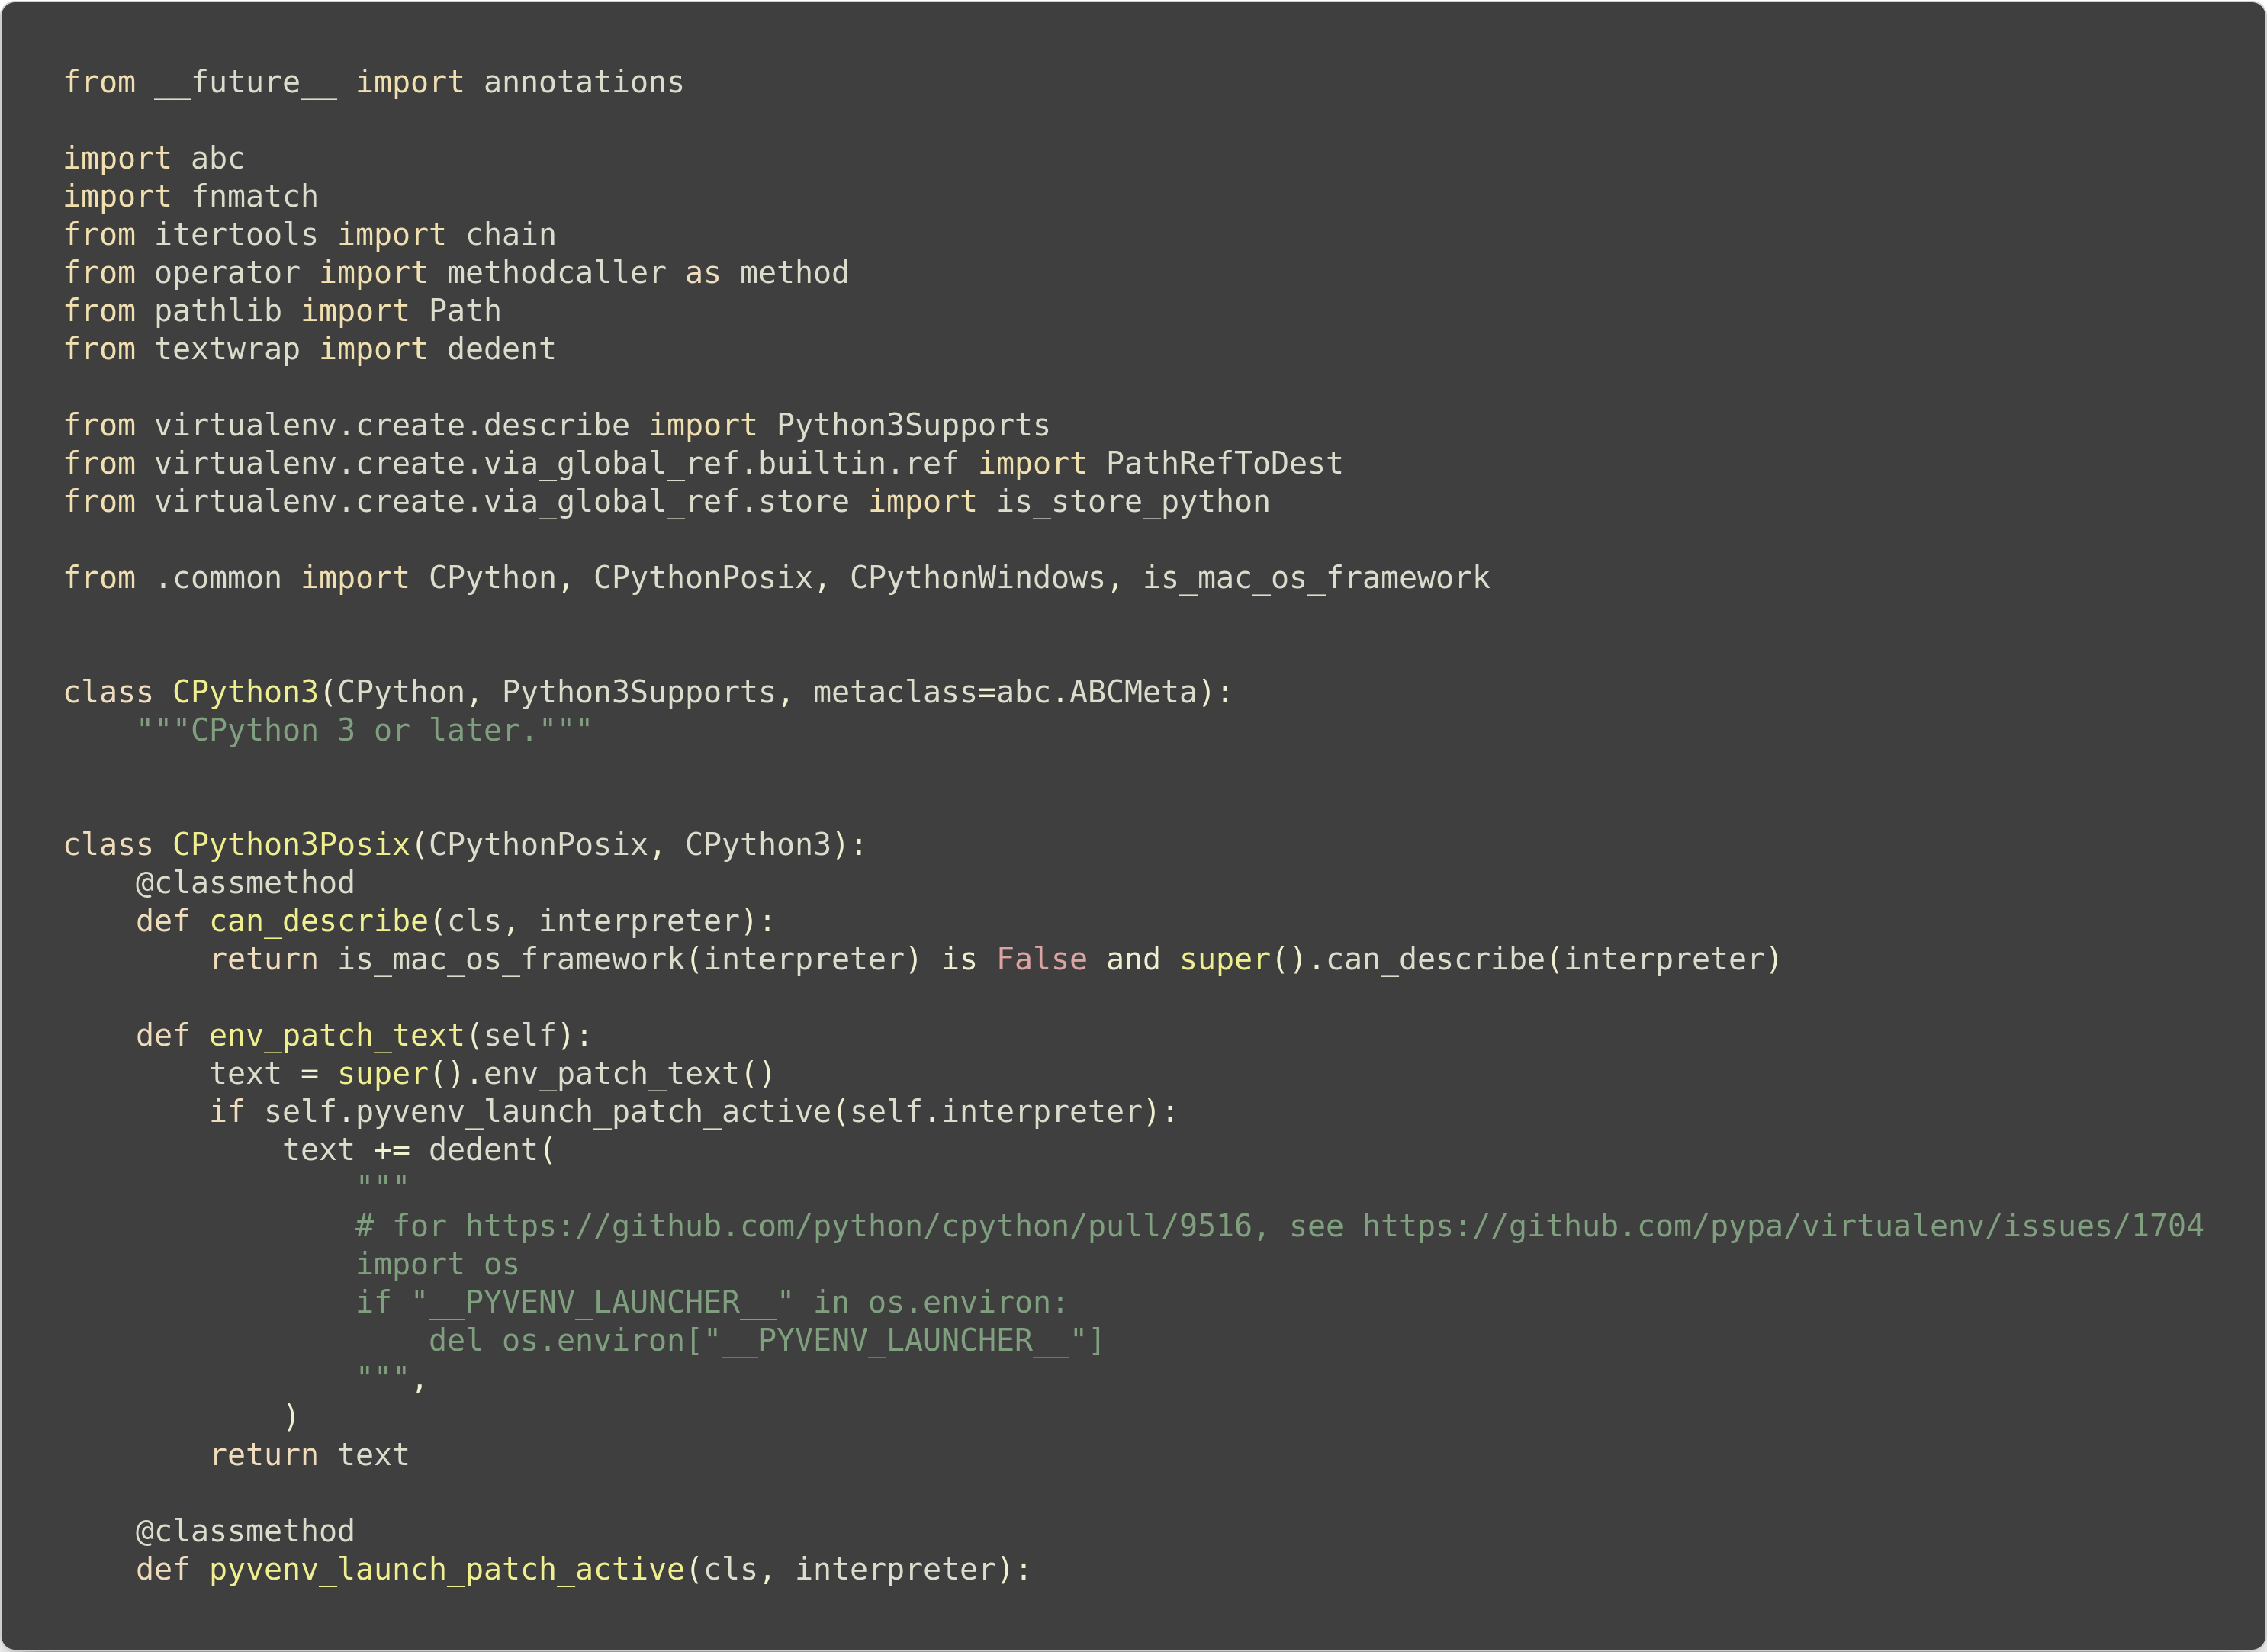 from __future__ import annotations

import abc
import fnmatch
from itertools import chain
from operator import methodcaller as method
from pathlib import Path
from textwrap import dedent

from virtualenv.create.describe import Python3Supports
from virtualenv.create.via_global_ref.builtin.ref import PathRefToDest
from virtualenv.create.via_global_ref.store import is_store_python

from .common import CPython, CPythonPosix, CPythonWindows, is_mac_os_framework


class CPython3(CPython, Python3Supports, metaclass=abc.ABCMeta):
    """CPython 3 or later."""



class CPython3Posix(CPythonPosix, CPython3):
    @classmethod
    def can_describe(cls, interpreter):
        return is_mac_os_framework(interpreter) is False and super().can_describe(interpreter)

    def env_patch_text(self):
        text = super().env_patch_text()
        if self.pyvenv_launch_patch_active(self.interpreter):
            text += dedent(
                """
                # for https://github.com/python/cpython/pull/9516, see https://github.com/pypa/virtualenv/issues/1704
                import os
                if "__PYVENV_LAUNCHER__" in os.environ:
                    del os.environ["__PYVENV_LAUNCHER__"]
                """,
            )
        return text

    @classmethod
    def pyvenv_launch_patch_active(cls, interpreter):